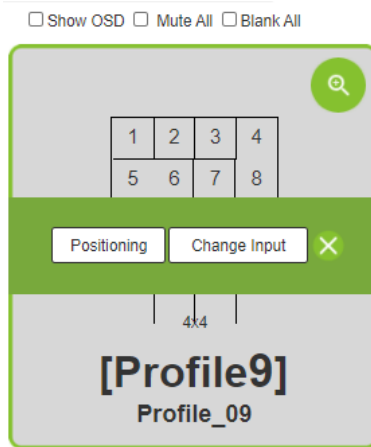 Show OSD Mute All Blank All
1 2 3 4
5 6 7 8
Positioning Change Input
4x4
[Profile9]
Profile_09